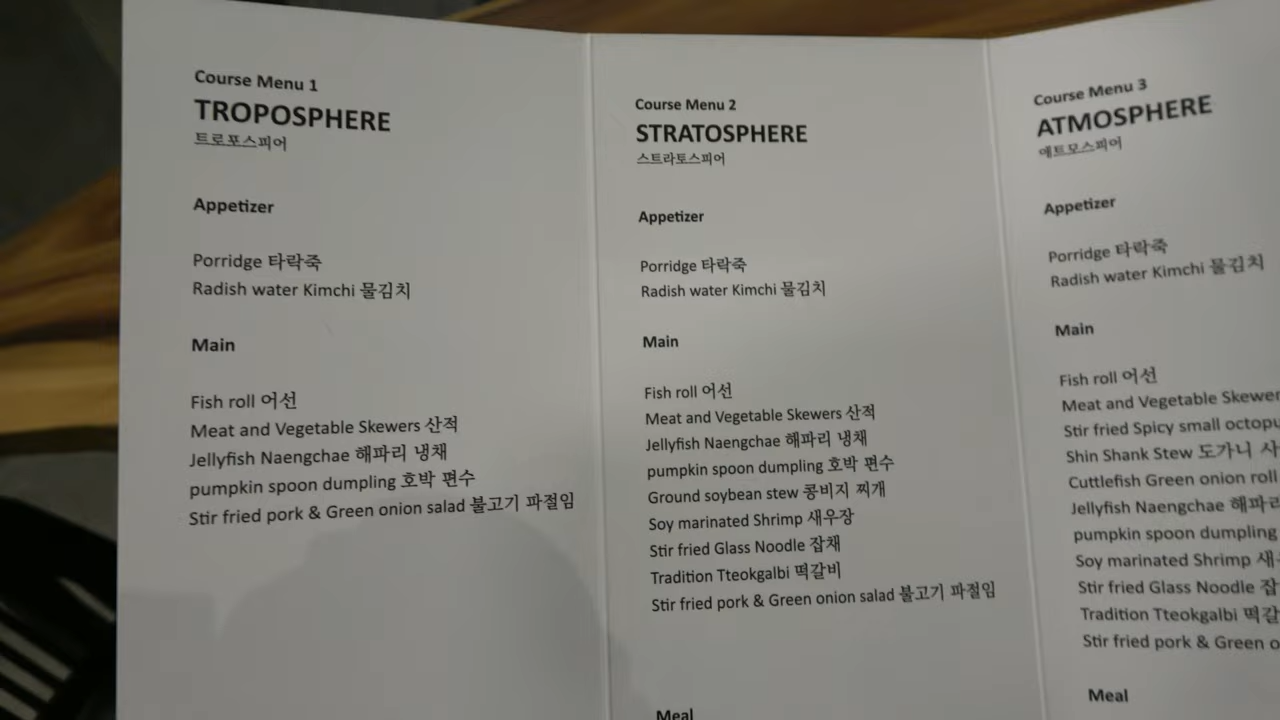 Course Menu 1
TROPOSPHERE
트로포스피어
Appetizer
Porridge 타락죽
Radish water Kimchi 물김치
Main
Fish roll 어선
Meat and Vegetable Skewers 산적
Jellyfish Naengchae 해파리 냉채
pumpkin spoon dumpling 호박 편수
Stir fried pork & Green onion salad 불고기 파절임
Course Menu 2
STRATOSPHERE
스트라토스피어
Appetizer
Porridge 타락죽
Radish water Kimchi 물김치
Main
Fish roll 어선
Meat and Vegetable Skewers 산적
Jellyfish Naengchae 해파리 냉채
pumpkin spoon dumpling 호박 편수
Ground soybean stew 콩비지 찌개
Soy marinated Shrimp 새우장
Stir fried Glass Noodle 잡채
Tradition Tteokgalbi 떡갈비
Stir fried pork & Green onion salad 불고기 파절임
Meal
Course Menu 3
ATMOSPHERE
에트모스피어
Appetizer
Porridge 타락죽
Radish water Kimchi 물김치
Main
Fish roll 어선
Meat and Vegetable
Stir fried Spicy small
Shin Shank Stew 도가니
Cuttlefish Green onion roll
Jellyfish Naengchae
pumpkin spoon dumpling
Soy marinated Shrimp
Stir fried Glass Noodle
Tradition Tteokgalbi
Stir fried pork & Green
Meal